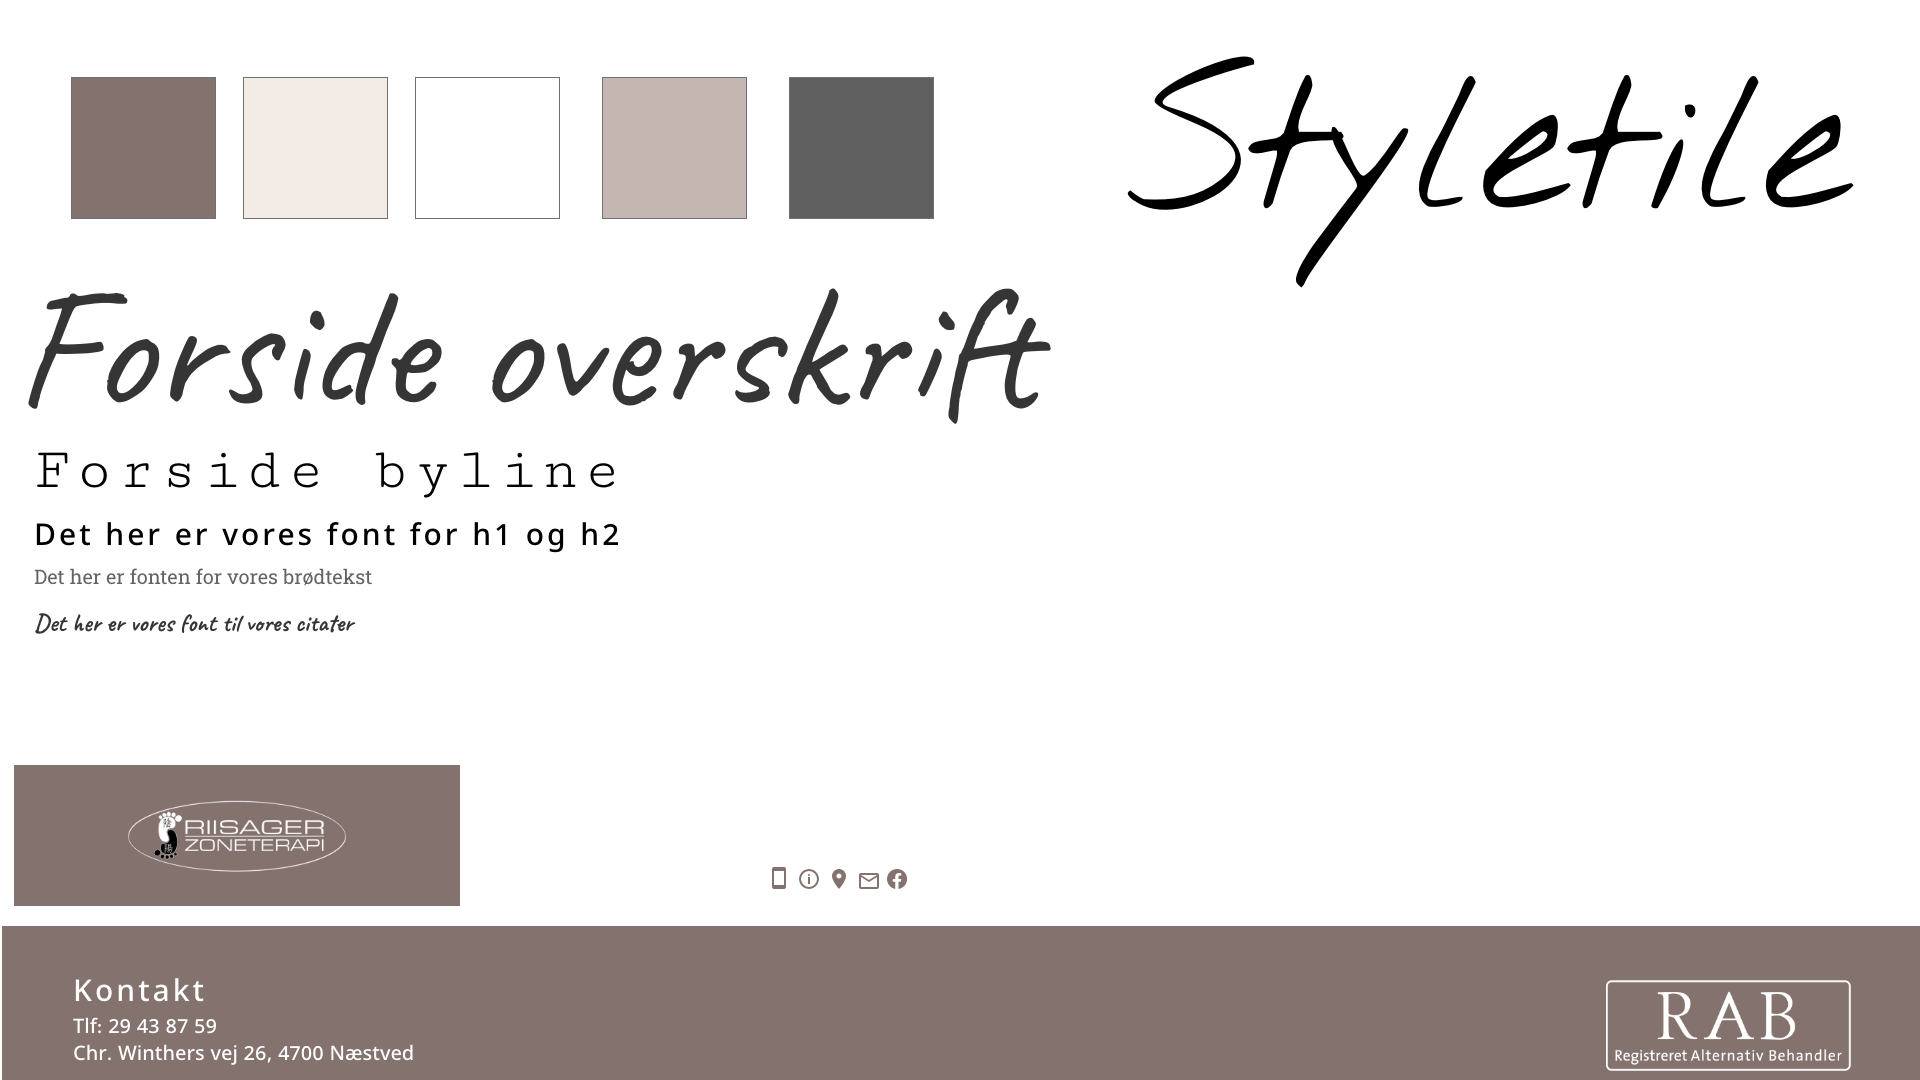 Styletile
Forside overskrift
Forside byline
Det her er vores font for h1 og h2
Det her er fonten for vores brødtekst
Det her er vores font til vores citater
RIISAGER
ZONETERAPI
Kontakt
Tlf: 29 43 87 59
Chr. Winthers vej 26, 4700 Næstved
RAB
Registreret Alternativ Behandler